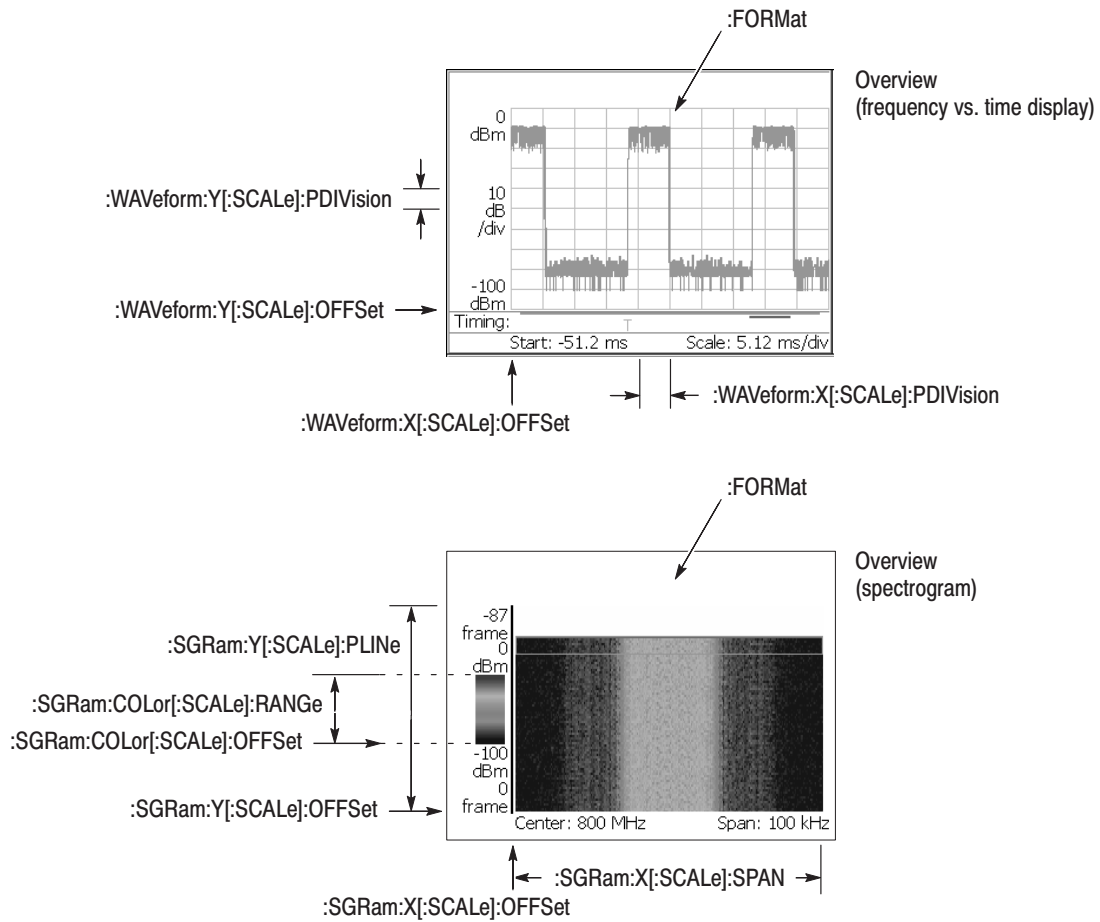 :FORMat
Overview
(frequency vs. time display)
0
dBm
:WAVeform:Y[:SCALe]:PDIVision
10
dB
/div
-100
dBm
:WAVeform:Y[:SCALe]:OFFSet
Timing:
T
Start: -51.2 ms
Scale: 5.12 ms/div
:WAVeform:X[:SCALe]:PDIVision
:WAVeform:X[:SCALe]:OFFSet
:FORMat
Overview
(spectrogram)
-87
frame
0
dBm
:SGRam:Y[:SCALe]:PLINe
:SGRam:COLor[:SCALe]:RANGe
:SGRam:COLor[:SCALe]:OFFSet
-100
dBm
0
frame
:SGRam:Y[:SCALe]:OFFSet
Center: 800 MHz
Span: 100 kHz
:SGRam:X[:SCALe]:SPAN
:SGRam:X[:SCALe]:OFFSet